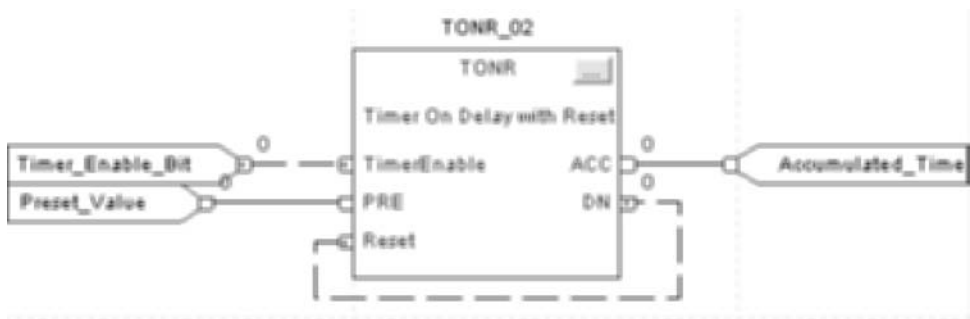 TONR_02
TONR
...
Timer On Delay with Reset
0
0
Timer_Enable_Bit
TimerEnable
ACC
Accumulated_Time
0
0
Preset_Value
PRE
DN
Reset